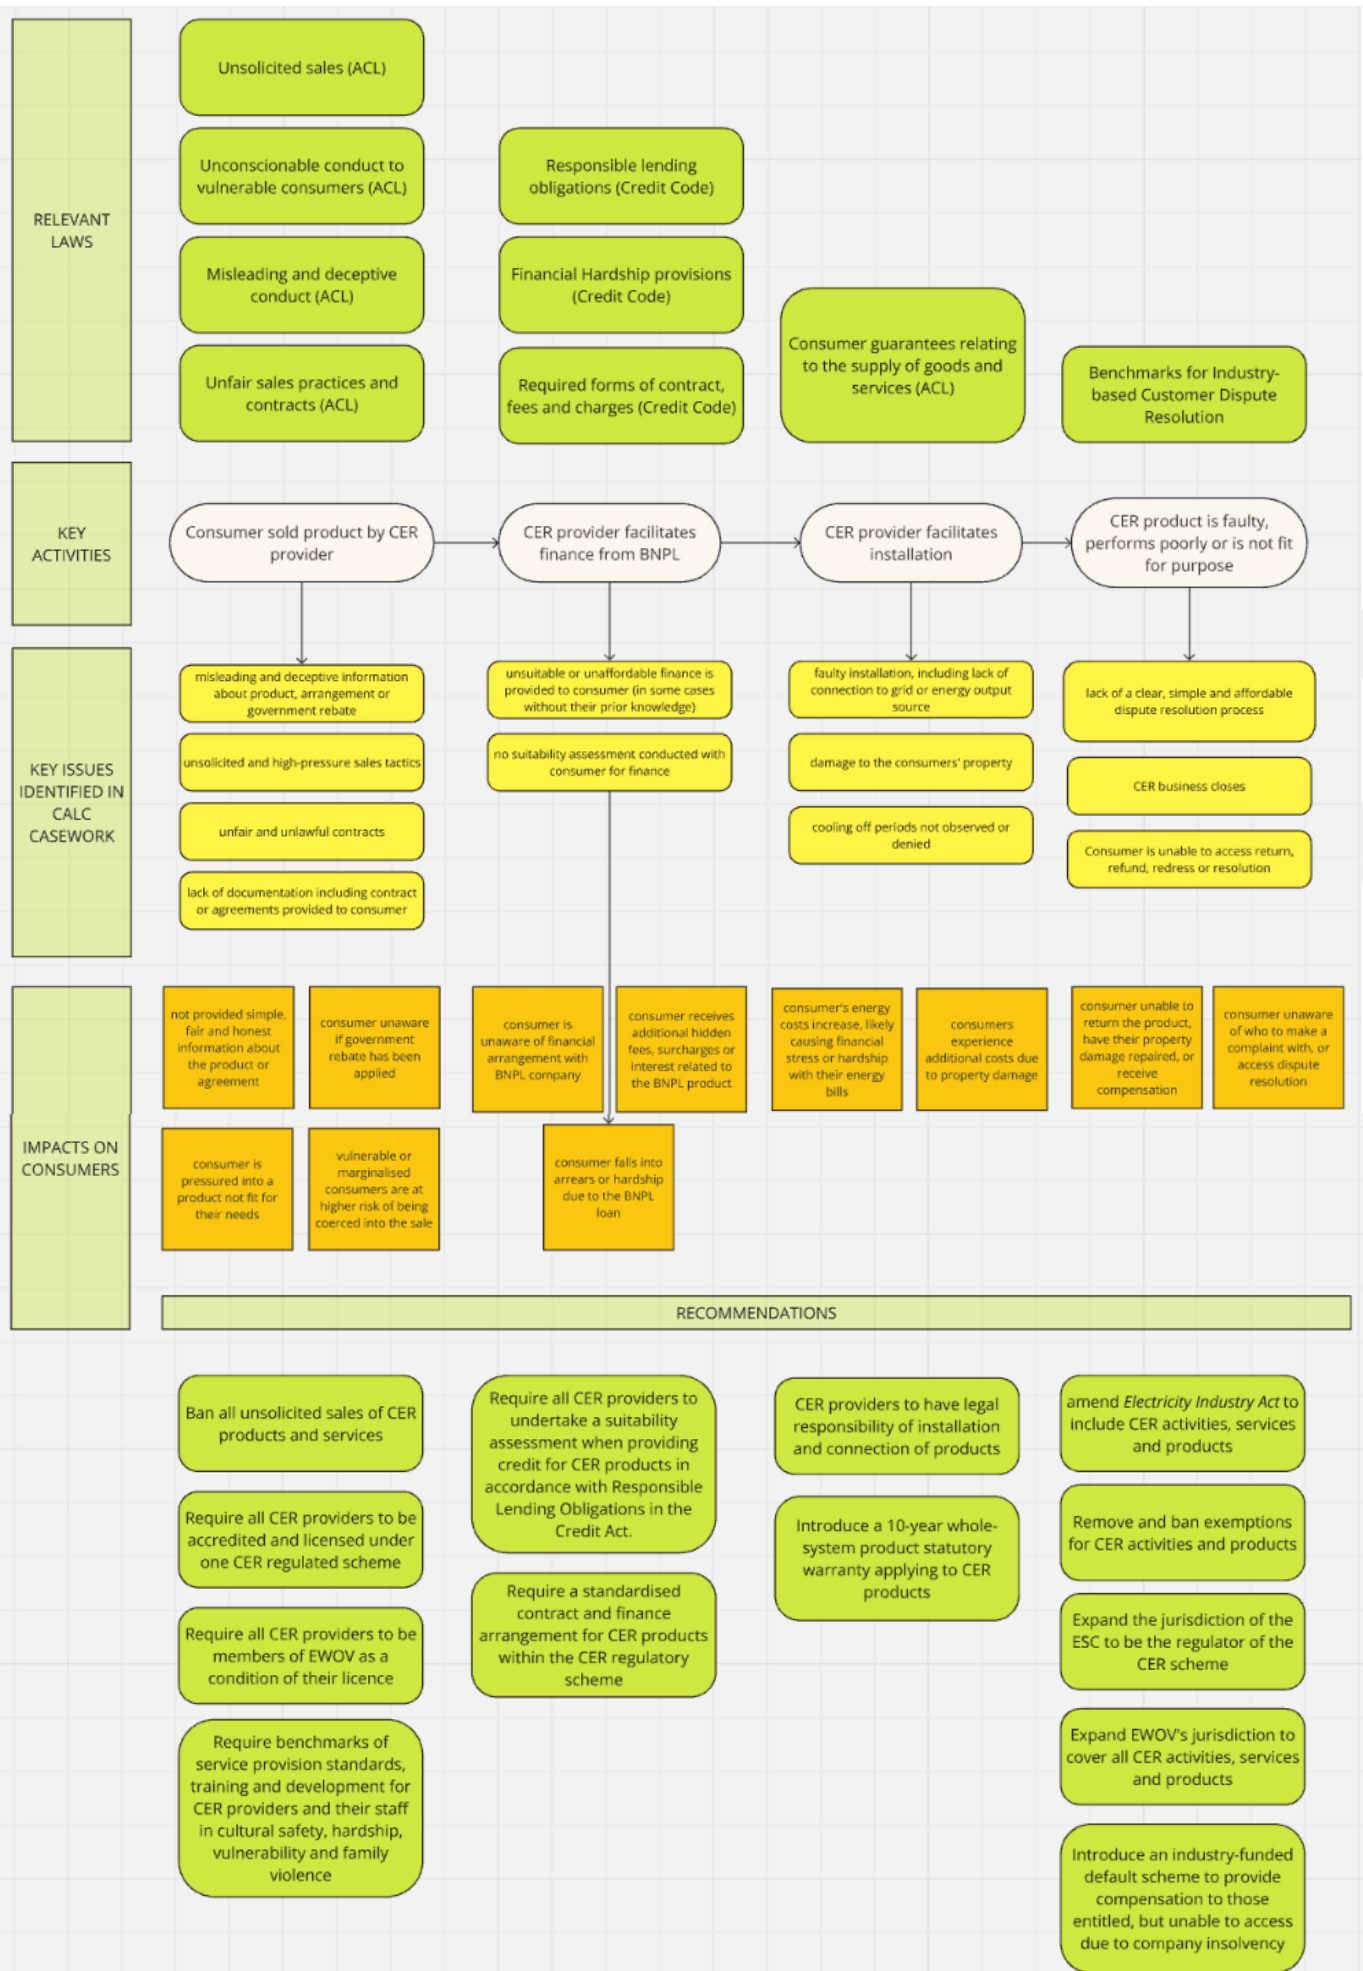 RELEVANT
LAWS
Unsolicited sales (ACL)
Unconscionable conduct to
vulnerable consumers (ACL)
Misleading and deceptive
conduct (ACL)
Unfair sales practices and
contracts (ACL)
Responsible lending
obligations (Credit Code)
Financial Hardship provisions
(Credit Code)
Required forms of contract,
fees and charges (Credit Code)
Consumer guarantees relating
to the supply of goods and
services (ACL)
Benchmarks for Industry-
based Customer Dispute
Resolution
KEY
ACTIVITIES
Consumer sold product by CER
provider
CER provider facilitates
finance from BNPL
CER provider facilitates
installation
CER product is faulty,
performs poorly or is not fit
for purpose
KEY ISSUES
IDENTIFIED IN
CALC
CASEWORK
misleading and deceptive information
about product, arrangement or
government rebate
unsolicited and high-pressure sales tactics
unfair and unlawful contracts
lack of documentation including contract
or agreements provided to consumer
unsuitable or unaffordable finance is
provided to consumer (in some cases
without their prior knowledge)
no suitability assessment conducted with
consumer for finance
faulty installation, including lack of
connection to grid or energy output
source
damage to the consumers' property
cooling off periods not observed or
denied
lack of a clear, simple and affordable
dispute resolution process
CER business closes
Consumer is unable to access return,
refund, redress or resolution
IMPACTS ON
CONSUMERS
not provided simple,
fair and honest
information about
the product or
agreement
consumer unaware
if government
rebate has been
applied
consumer is
pressured into a
product not fit for
their needs
vulnerable or
marginalised
consumers are at
higher risk of being
coerced into the sale
consumer is
unaware of financial
arrangement with
BNPL company
consumer receives
additional hidden
fees, surcharges or
interest related to
the BNPL product
consumer falls into
arrears or hardship
due to the BNPL
loan
consumer's energy
costs increase, likely
causing financial
stress or hardship
with their energy
bills
consumers
experience
additional costs due
to property damage
consumer unable to
return the product,
have their property
damage repaired, or
receive
compensation
consumer unaware
of who to make a
complaint with, or
access dispute
resolution
RECOMMENDATIONS
Ban all unsolicited sales of CER
products and services
Require all CER providers to be
accredited and licensed under
one CER regulated scheme
Require all CER providers to be
members of EWOV as a
condition of their licence
Require benchmarks of
service provision standards,
training and development for
CER providers and their staff
in cultural safety, hardship,
vulnerability and family
violence
Require all CER providers to
undertake a suitability
assessment when providing
credit for CER products in
accordance with Responsible
Lending Obligations in the
Credit Act.
Require a standardised
contract and finance
arrangement for CER products
within the CER regulatory
scheme
CER providers to have legal
responsibility of installation
and connection of products
Introduce a 10-year whole-
system product statutory
warranty applying to CER
products
amend Electricity Industry Act to
include CER activities, services
and products
Remove and ban exemptions
for CER activities and products
Expand the jurisdiction of the
ESC to be the regulator of the
CER scheme
Expand EWOV's jurisdiction to
cover all CER activities, services
and products
Introduce an industry-funded
default scheme to provide
compensation to those
entitled, but unable to access
due to company insolvency